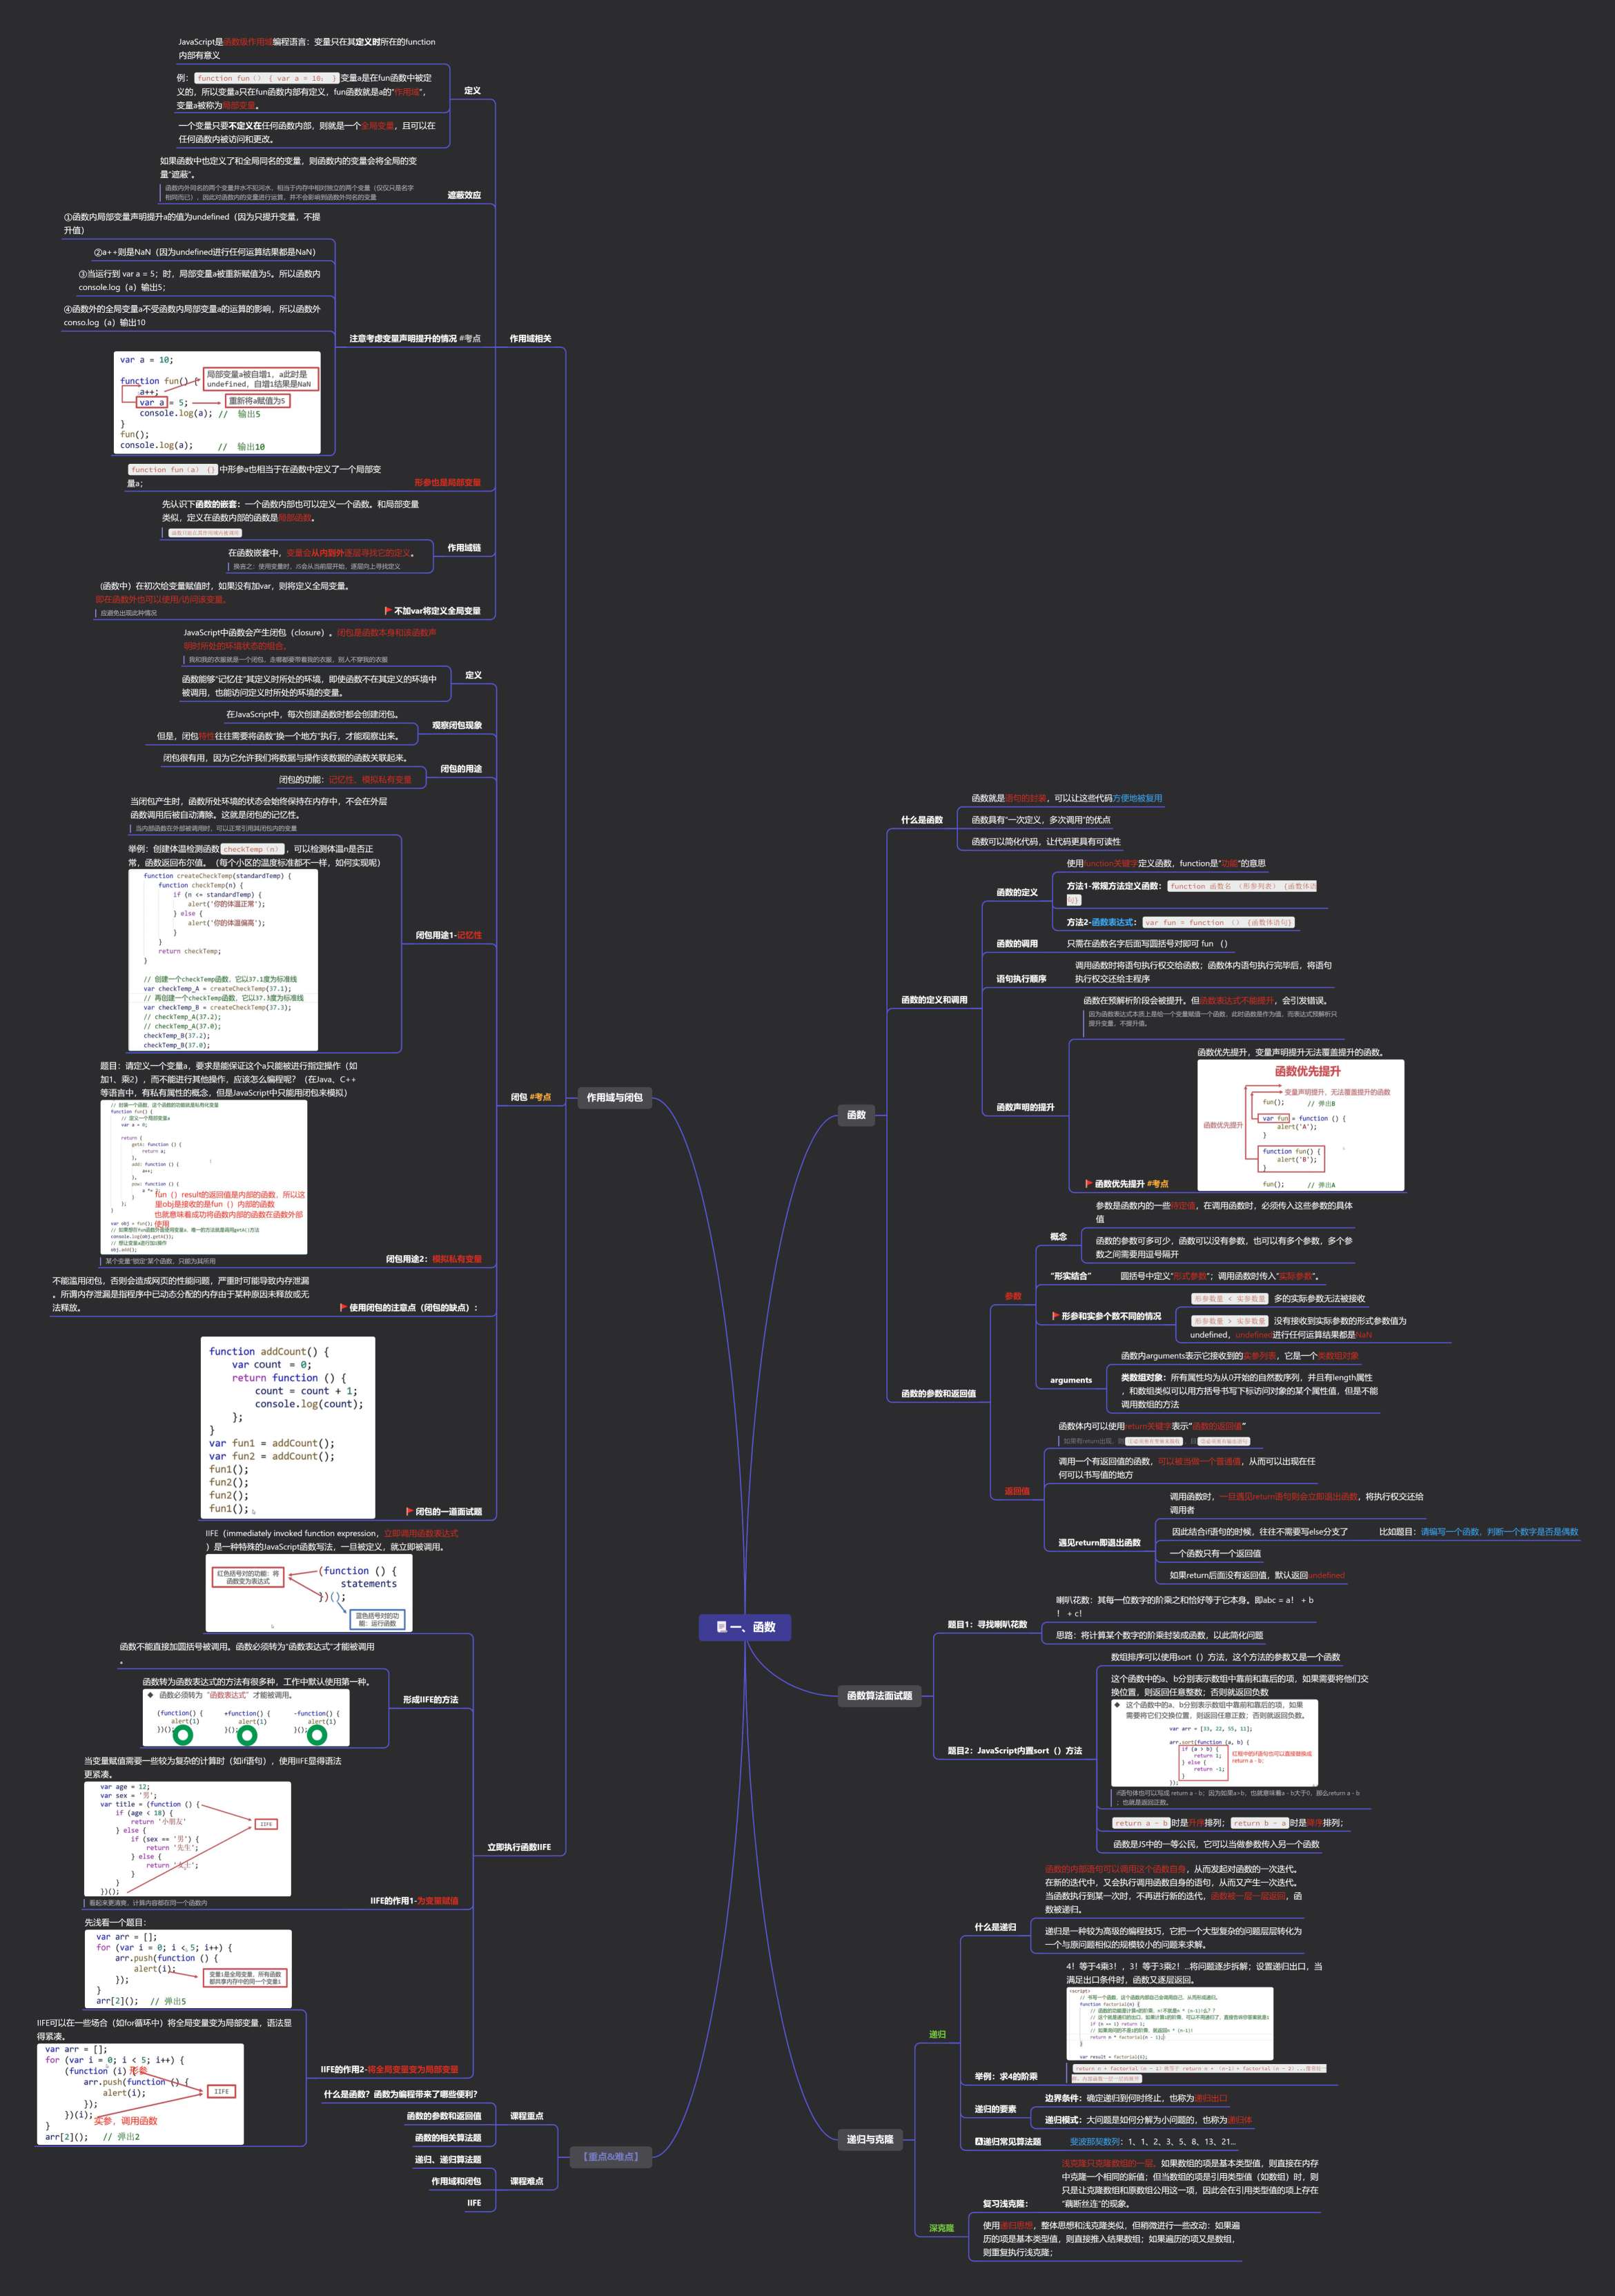 一、函数
函数
什么是函数
函数就是语句的封装，可以让这些代码方便地被复用
函数具有"一次定义，多次调用"的优点
函数可以简化代码，让代码更具有可读性
函数的定义和调用
函数的定义
使用function关键字定义函数，function是"功能"的意思
方法1-常规方法定义函数： function 函数名 （形参列表） {函数体语
句}
方法2-函数表达式： var fun = function （） {函数体语句}
函数的调用
只需在函数名字后面写圆括号对即可 fun （）
语句执行顺序
调用函数时将语句执行权交给函数；函数体内语句执行完毕后，将语句
执行权交还给主程序
函数声明的提升
函数在预解析阶段会被提升。但函数表达式不能提升，会引发错误。
因为函数表达式本质上是给一个变量赋值一个函数，此时函数是作为值，而表达式预解析只
提升变量，不提升值。
函数优先提升 #考点
函数优先提升，变量声明提升无法覆盖提升的函数。
函数优先提升
变量声明提升，无法覆盖提升的函数
函数优先提升
fun(); // 弹出B
var fun = function () {
alert('A');
}
function fun() {
alert('B');
}
fun(); // 弹出A
函数的参数和返回值
参数
概念
参数是函数内的一些待定值，在调用函数时，必须传入这些参数的具体
值
函数的参数可多可少，函数可以没有参数，也可以有多个参数，多个参
数之间需要用逗号隔开
"形实结合"
圆括号中定义"形式参数"；调用函数时传入"实际参数"。
形参和实参个数不同的情况
形参数量 < 实参数量 多的实际参数无法被接收
形参数量 > 实参数量 没有接收到实际参数的形式参数值为
undefined，undefined进行任何运算结果都是NaN
arguments
函数内arguments表示它接收到的实参列表，它是一个类数组对象
类数组对象：所有属性均为从0开始的自然数序列，并且有length属性
，和数组类似可以用方括号书写下标访问对象的某个属性值，但是不能
调用数组的方法
返回值
函数体内可以使用return关键字表示"函数的返回值"
调用一个有返回值的函数，可以被当做一个普通值，从而可以出现在任
何可以书写值的地方
遇见return即退出函数
调用函数时，一旦遇见return语句则会立即退出函数，将执行权交还给
调用者
因此结合if语句的时候，往往不需要写else分支了
比如题目：请编写一个函数，判断一个数字是否是偶数
一个函数只有一个返回值
如果return后面没有返回值，默认返回undefined
函数算法面试题
题目1：寻找喇叭花数
喇叭花数：其每一位数字的阶乘之和恰好等于它本身。即abc = a！ + b
！ + c！
思路：将计算某个数字的阶乘封装成函数，以此简化问题
题目2：JavaScript内置sort（）方法
数组排序可以使用sort（）方法，这个方法的参数又是一个函数
这个函数中的a、b分别表示数组中靠前和靠后的项，如果需要将他们交
换位置，则返回任意整数；否则就返回负数
这个函数中的a、b分别表示数组中靠前和靠后的项，如果
需要将它们交换位置，则返回任意正数；否则就返回负数。
var arr = [33, 22, 55, 11];
arr.sort(function (a, b) {
if (a > b) {
return 1;
} else {
return -1;
}
});
红框中的if语句也可以直接替换成
return a - b;
if语句体也可以写成 return a - b；因为如果a>b，也就意味着a - b大于0，那么return a - b
；也就是返回正数。
return a - b 时是升序排列； return b - a 时是降序排列；
函数是JS中的一等公民，它可以当做参数传入另一个函数
递归与克隆
递归
什么是递归
函数的内部语句可以调用这个函数自身，从而发起对函数的一次迭代。
在新的迭代中，又会执行调用函数自身的语句，从而又产生一次迭代。
当函数执行到某一次时，不再进行新的迭代，函数被一层一层返回，函
数被递归。
递归是一种较为高级的编程技巧，它把一个大型复杂的问题层层转化为
一个与原问题相似的规模较小的问题来求解。
举例：求4的阶乘
4！等于4乘3！，3！等于3乘2！...将问题逐步拆解；设置递归出口，当
满足出口条件时，函数又逐层返回。
<script>
// 书写一个函数，这个函数内部自己会调用自己，从而形成递归。
function factorial(n) {
if (n == 1) return 1;
return n * factorial(n - 1);
}
var result = factorial(4);
递归的要素
边界条件：确定递归到何时终止，也称为递归出口
递归模式：大问题是如何分解为小问题的，也称为递归体
递归常见算法题
斐波那契数列：1、1、2、3、5、8、13、21...
深克隆
复习浅克隆：
浅克隆只克隆数组的一层。如果数组的项是基本类型值，则直接在内存
中克隆一个相同的新值；但当数组的项是引用类型值（如数组）时，则
只是让克隆数组和原数组公用这一项，因此会在引用类型值的项上存在
"藕断丝连"的现象。
使用递归思想，整体思想和浅克隆类似，但稍微进行一些改动：如果遍
历的项是基本类型值，则直接推入结果数组；如果遍历的项又是数组，
则重复执行浅克隆；
作用域与闭包
作用域相关
定义
JavaScript是函数级作用域编程语言：变量只在其定义时所在的function
内部有意义
例： function fun（） { var a = 10； } 变量a是在fun函数中被定
义的，所以变量a只在fun函数内部有定义，fun函数就是a的"作用域"，
变量a被称为局部变量。
一个变量只要不定义在任何函数内部，则就是一个全局变量，且可以在
任何函数内被访问和更改。
遮蔽效应
如果函数中也定义了和全局同名的变量，则函数内的变量会将全局的变
量"遮蔽"。
函数内外同名的两个变量井水不犯河水，相当于内存中相对独立的两个变量（仅仅只是名字
相同而已），因此对函数内的变量进行运算，并不会影响到函数外同名的变量
注意考虑变量声明提升的情况 #考点
①函数内局部变量声明提升a的值为undefined（因为只提升变量，不提
升值）
②a++则是NaN（因为undefined进行任何运算结果都是NaN）
③当运行到 var a = 5；时，局部变量a被重新赋值为5。所以函数内
console.log（a）输出5；
④函数外的全局变量a不受函数内局部变量a的运算的影响，所以函数外
conso.log（a）输出10
var a = 10;
function fun() {
a++;
var a = 5;
console.log(a); // 输出5
}
fun();
console.log(a); // 输出10
局部变量a被自增1，a此时是
undefined，自增1结果是NaN
重新将a赋值为5
形参也是局部变量
function fun（a） {} 中形参a也相当于在函数中定义了一个局部变
量a；
作用域链
先认识下函数的嵌套：一个函数内部也可以定义一个函数。和局部变量
类似，定义在函数内部的函数是局部函数。
在函数嵌套中，变量会从内到外逐层寻找它的定义。
换言之：使用变量时，JS会从当前层开始，逐层向上寻找定义
不加var将定义全局变量
(函数中）在初次给变量赋值时，如果没有加var，则将定义全局变量。
即在函数外也可以使用/访问该变量。
应避免出现此种情况
闭包 #考点
定义
JavaScript中函数会产生闭包（closure）。闭包是函数本身和该函数声
明时所处的环境状态的组合。
我和我的衣服就是一个闭包，走哪都要带着我的衣服，别人不穿我的衣服
函数能够"记忆住"其定义时所处的环境，即使函数不在其定义的环境中
被调用，也能访问定义时所处的环境的变量。
观察闭包现象
在JavaScript中，每次创建函数时都会创建闭包。
但是，闭包特性往往需要将函数"换一个地方"执行，才能观察出来。
闭包的用途
闭包很有用，因为它允许我们将数据与操作该数据的函数关联起来。
闭包的功能：记忆性、模拟私有变量
闭包用途1-记忆性
当闭包产生时，函数所处环境的状态会始终保持在内存中，不会在外层
函数调用后被自动清除。这就是闭包的记忆性。
当内部函数在外部被调用时，可以正常引用其闭包内的变量
举例：创建体温检测函数 checkTemp（n） ，可以检测体温n是否正
常，函数返回布尔值。（每个小区的温度标准都不一样，如何实现呢）
function createCheckTemp(standardTemp) {
function checkTemp(n) {
if (n <= standardTemp) {
alert('你的体温正常');
} else {
alert('你的体温偏高');
}
}
return checkTemp;
}
// 创建一个checkTemp函数，它以37.1度为标准线
var checkTemp_A = createCheckTemp(37.1);
// 再创建一个checkTemp函数，它以37.3度为标准线
var checkTemp_B = createCheckTemp(37.3);
// checkTemp_A(37.2);
// checkTemp_A(37.0);
checkTemp_B(37.2);
checkTemp_B(37.0);
闭包用途2：模拟私有变量
题目：请定义一个变量a，要求是能保证这个a只能被进行指定操作（如
加1、乘2），而不能进行其他操作，应该怎么编程呢？（在Java、C++
等语言中，有私有属性的概念，但是JavaScript中只能用闭包来模拟）
// 封装一个函数，这个函数的功能就是私有化变量
function fun() {
// 定义一个局部变量a
var a = 0;
return {
getA: function () {
return a;
},
add: function () {
a++;
},
pow: function () {
a *= 2;
}
};
}
fun（）result的返回值是内部的函数，所以这
里obj是接收的是fun（）内部的函数
也就意味着成功将函数内部的函数在函数外部
使用
var obj = fun();
// 如果想在fun函数外面使用变量a，唯一的方法就是调用getA()方法
console.log(obj.getA());
// 想让变量a进行加1操作
obj.add();
某个变量"锁定"某个函数，只能为其所用
使用闭包的注意点（闭包的缺点）：
不能滥用闭包，否则会造成网页的性能问题，严重时可能导致内存泄漏
。所谓内存泄漏是指程序中已动态分配的内存由于某种原因未释放或无
法释放。
闭包的一道面试题
function addCount() {
var count = 0;
return function () {
count = count + 1;
console.log(count);
};
}
var fun1 = addCount();
var fun2 = addCount();
fun1();
fun2();
fun2();
fun1();
立即执行函数IIFE
IIFE（immediately invoked function expression，立即调用函数表达式
）是一种特殊的JavaScript函数写法，一旦被定义，就立即被调用。
红色括号对的功能：将
函数变为表达式
(function () {
statements
})();
蓝色括号对的功
能：运行函数
形成IIFE的方法
函数不能直接加圆括号被调用。函数必须转为"函数表达式"才能被调用
。
函数转为函数表达式的方法有很多种，工作中默认使用第一种。
函数必须转为 "函数表达式" 才能被调用。
(function() {
alert(1)
})();
+function() {
alert(1)
}();
-function() {
alert(1)
}();
IIFE的作用1-为变量赋值
当变量赋值需要一些较为复杂的计算时（如if语句），使用IIFE显得语法
更紧凑。
var age = 12;
var sex = '男';
var title = (function () {
if (age < 18) {
return '小朋友'
} else {
if (sex == '男') {
return '先生';
} else {
return '女士';
}
}
})();
IIFE
看起来更清爽，计算内容都在同一个函数内
IIFE的作用2-将全局变量变为局部变量
先浅看一个题目：
var arr = [];
for (var i = 0; i < 5; i++) {
arr.push(function () {
alert(i);
});
}
arr[2](); // 弹出5
变量i是全局变量，所有函数
都共享内存中的同一个变量i
IIFE可以在一些场合（如for循环中）将全局变量变为局部变量，语法显
得紧凑。
var arr = [];
for (var i = 0; i < 5; i++) {
(function (i) { 形参
arr.push(function () {
alert(i);
});
})(i);
实参，调用函数
}
arr[2](); // 弹出2
IIFE
【重点&难点】
课程重点
什么是函数？函数为编程带来了哪些便利？
函数的参数和返回值
函数的相关算法题
课程难点
递归、递归算法题
作用域和闭包
IIFE